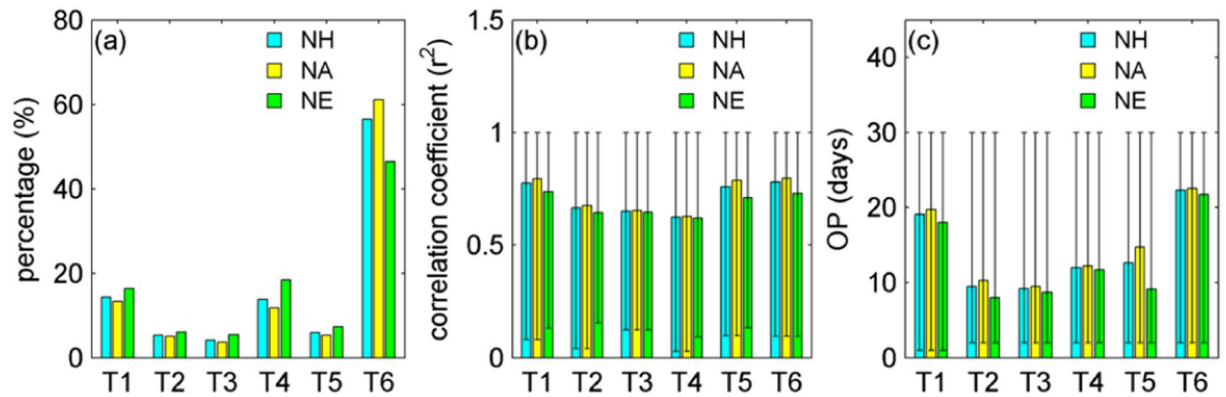 (a)
NH
NA
NE
percentage (%)
80
60
40
20
0
T1 T2 T3 T4 T5 T6
(b)
NH
NA
NE
correlation coefficient (r²)
1.5
1
0.5
0
T1 T2 T3 T4 T5 T6
(c)
NH
NA
NE
OP (days)
40
30
20
10
0
T1 T2 T3 T4 T5 T6